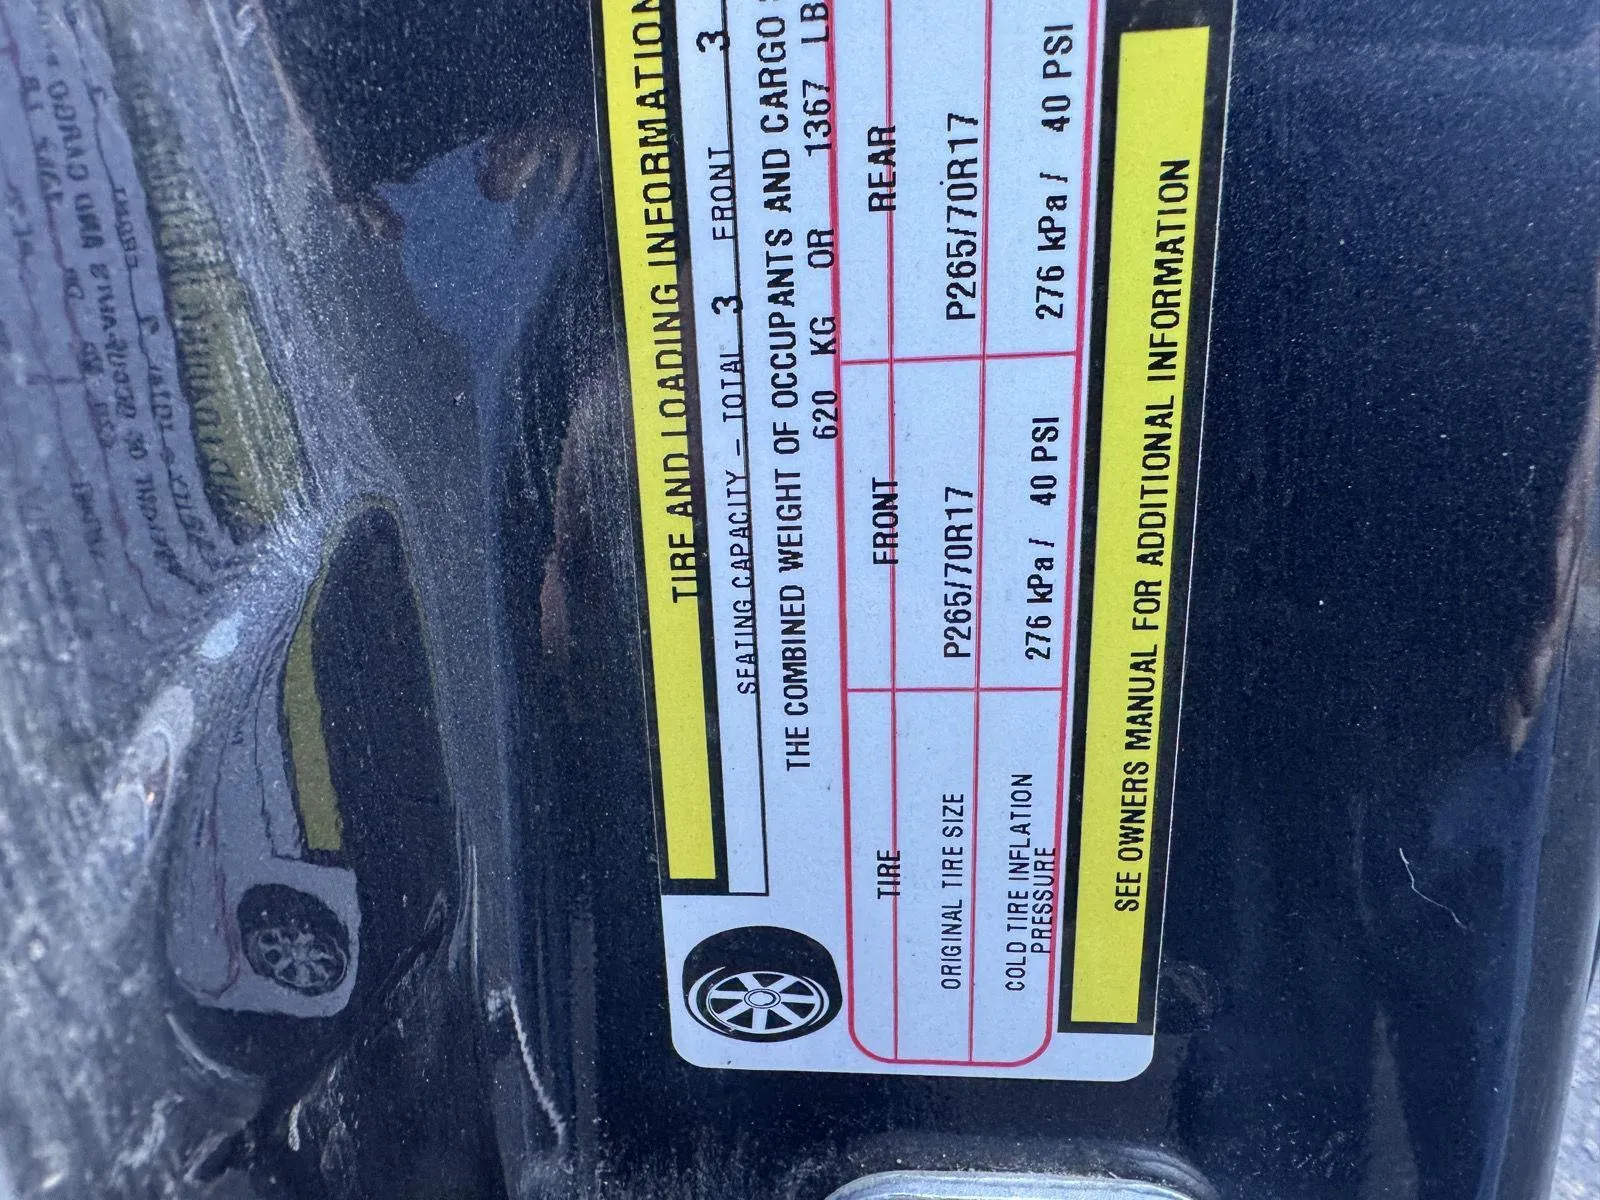 TIRE AND LOADING INFORMATION
SEATING CAPACITY – TOTAL 3 FRONT 3
THE COMBINED WEIGHT OF OCCUPANTS AND CARGO
620 KG OR 1367 LB
TIRE FRONT REAR
ORIGINAL TIRE SIZE P265/70R17 P265/70R17
COLD TIRE INFLATION
PRESSURE 276 kPa / 40 PSI 276 kPa / 40 PSI
SEE OWNERS MANUAL FOR ADDITIONAL INFORMATION